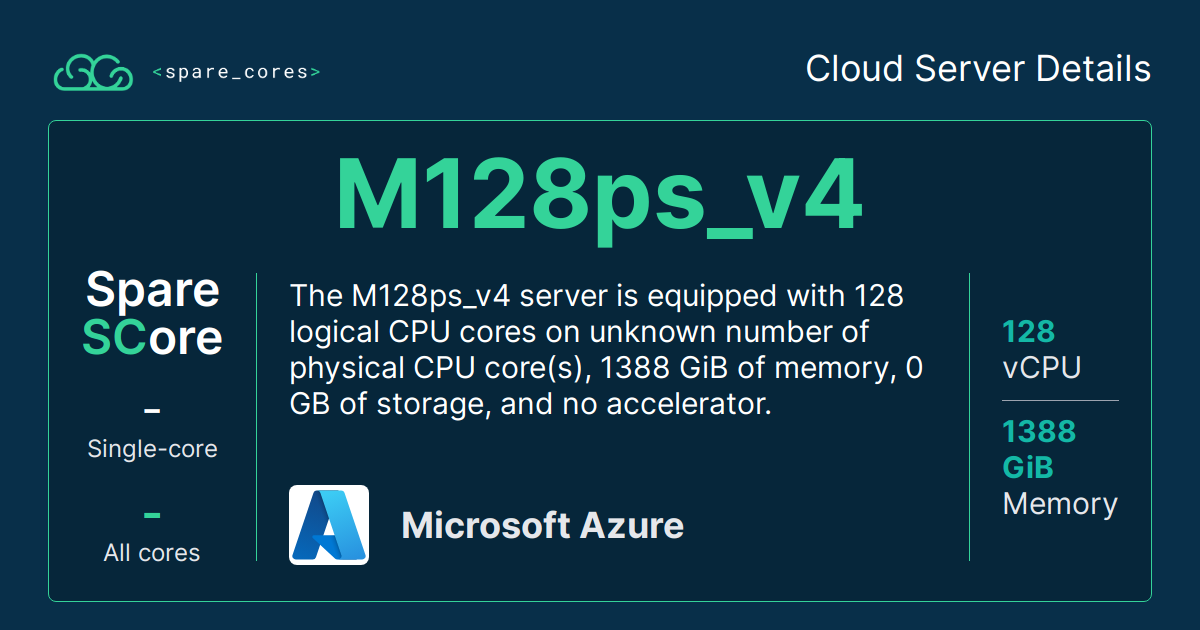 <spare_cores>
Cloud Server Details
M128ps_v4
Spare
SCore
-
Single-core
-
All cores
The M128ps_v4 server is equipped with 128
logical CPU cores on unknown number of
physical CPU core(s), 1388 GiB of memory, 0
GB of storage, and no accelerator.
Microsoft Azure
128
vCPU
1388
GiB
Memory